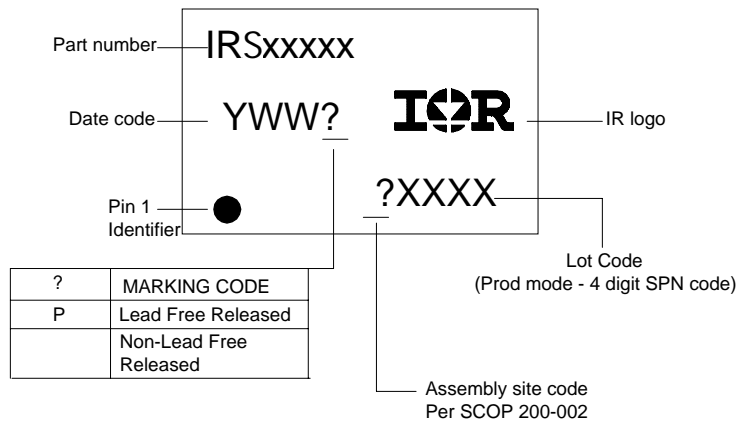 Part number
IRSxxxxx
Date code
YWW?
IOR
IR logo
Pin 1
Identifier
?XXXX
Lot Code
(Prod mode - 4 digit SPN code)
? MARKING CODE
P Lead Free Released
Non-Lead Free
Released
Assembly site code
Per SCOP 200-002